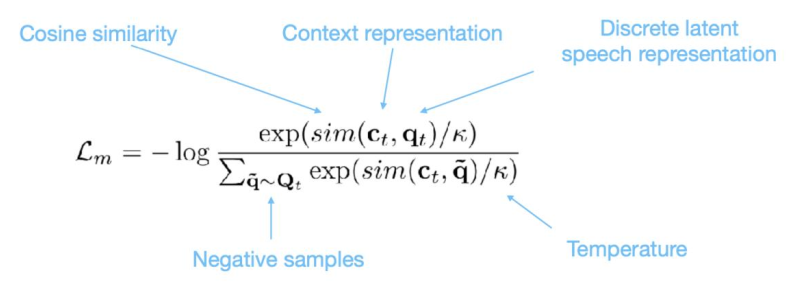 Cosine similarity
Context representation
Discrete latent
speech representation
\mathcal{L}_m = -\log \frac{\exp(sim(\mathbf{c}_t, \mathbf{q}_t)/\kappa)}{\sum_{\tilde{\mathbf{q}} \sim \mathbf{Q}_t} \exp(sim(\mathbf{c}_t, \tilde{\mathbf{q}})/\kappa)}
Negative samples
Temperature